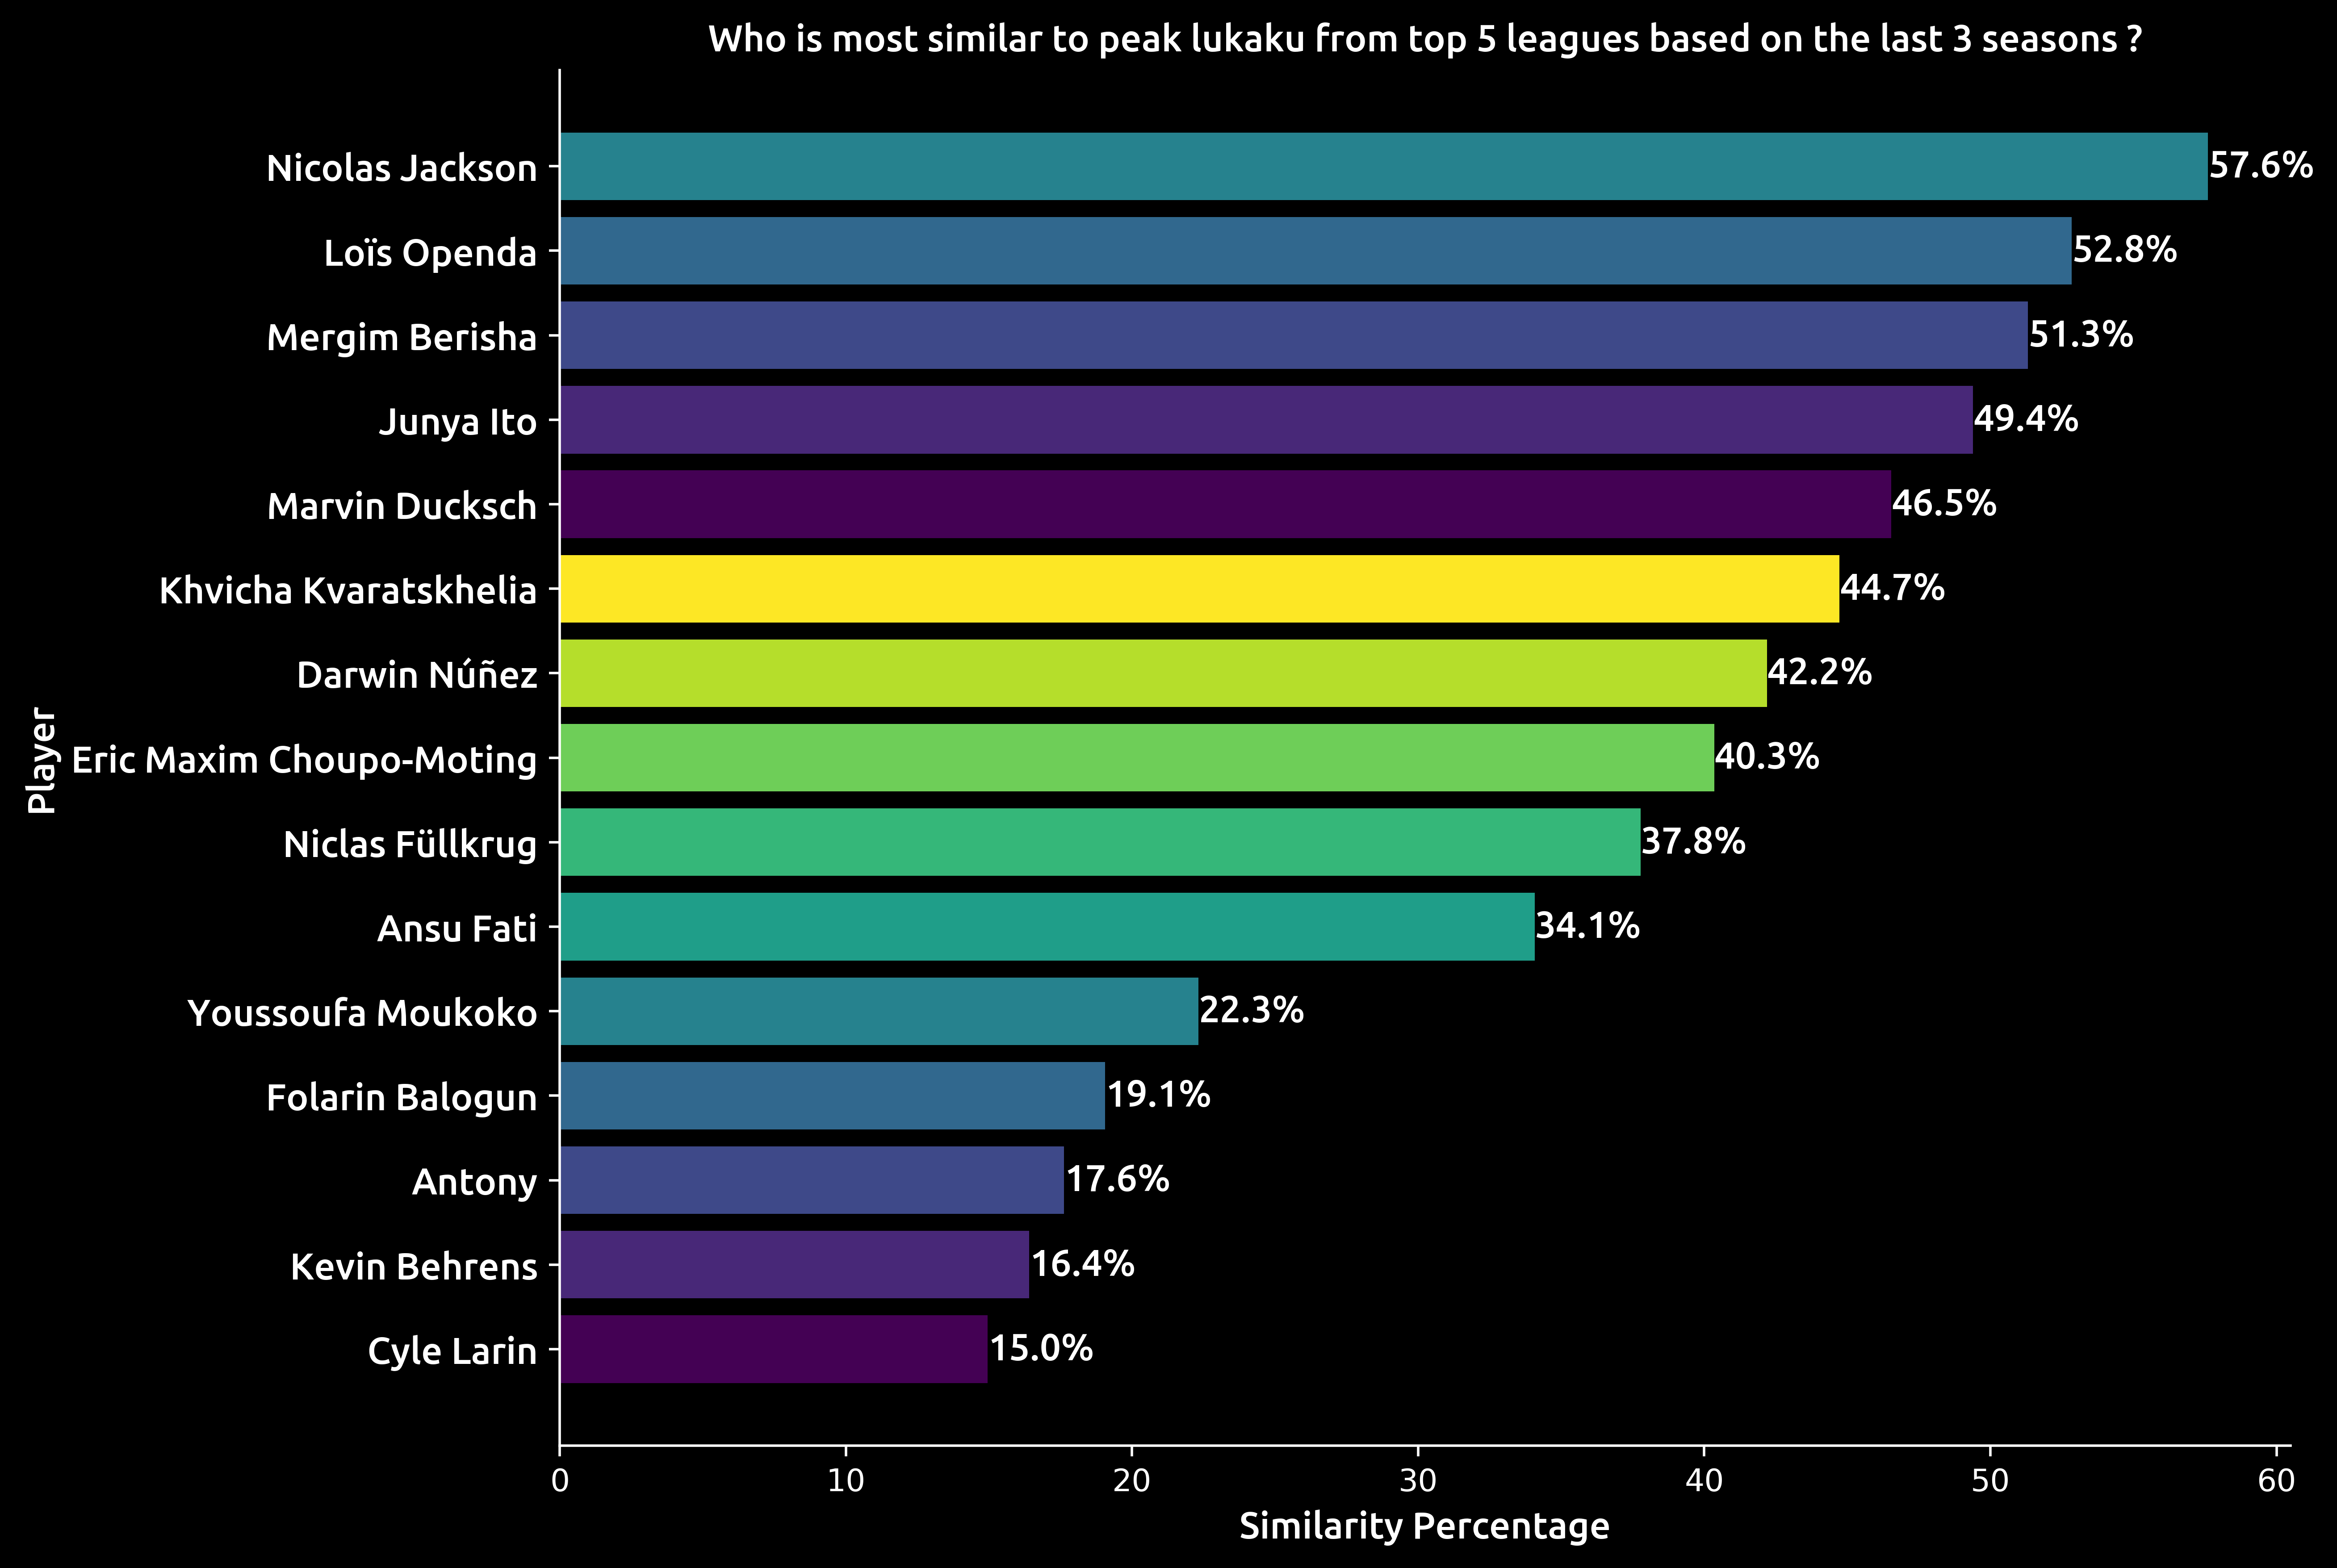 Who is most similar to peak lukaku from top 5 leagues based on the last 3 seasons ?
Player
Nicolas Jackson 57.6%
Loïs Openda 52.8%
Mergim Berisha 51.3%
Junya Ito 49.4%
Marvin Ducksch 46.5%
Khvicha Kvaratskhelia 44.7%
Darwin Núñez 42.2%
Eric Maxim Choupo-Moting 40.3%
Niclas Füllkrug 37.8%
Ansu Fati 34.1%
Youssoufa Moukoko 22.3%
Folarin Balogun 19.1%
Antony 17.6%
Kevin Behrens 16.4%
Cyle Larin 15.0%
0 10 20 30 40 50 60
Similarity Percentage